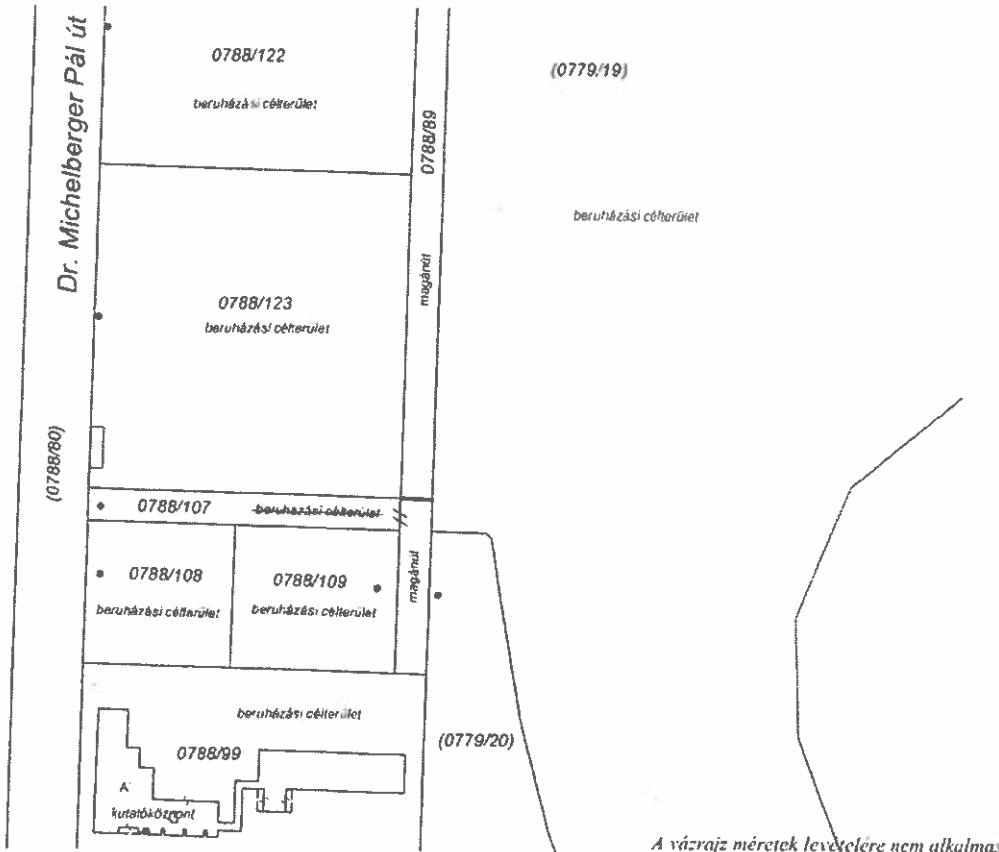 Dr. Michelberger Pál út
(0788/80)
0788/122
beruházási célterület
0788/89
magánút
(0779/19)
beruházási célterület
0788/123
beruházási célterület
0788/107
beruházási célterület
0788/108
beruházási célterület
0788/109
beruházási célterület
magánút
beruházási célterület
0788/99
A
kutatóközpont
(0779/20)
A vázrajz méretek levételére nem alkalmas